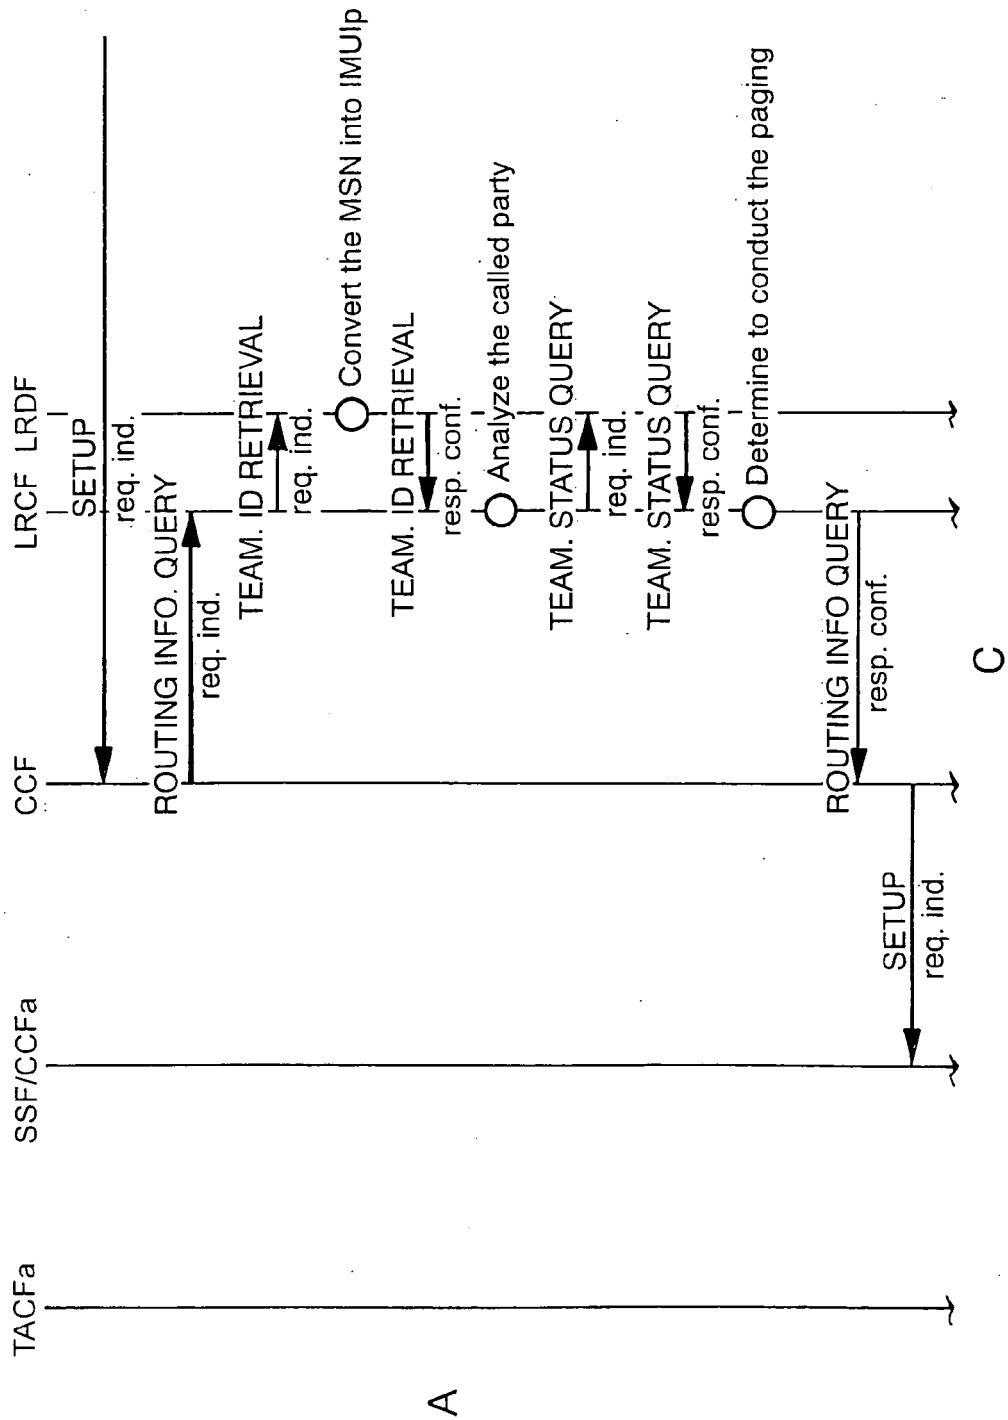 TACFa
SSF/CCFa
CCF
LRCF
LRDF
SETUP
req. ind.
ROUTING INFO. QUERY
req. ind.
TEAM. ID RETRIEVAL
req. ind.
Convert the MSN into IMUIp
TEAM. ID RETRIEVAL
resp. conf.
Analyze the called party
TEAM. STATUS QUERY
req. ind.
TEAM. STATUS QUERY
resp. conf.
Determine to conduct the paging
ROUTING INFO QUERY
resp. conf.
SETUP
req. ind.
A
C